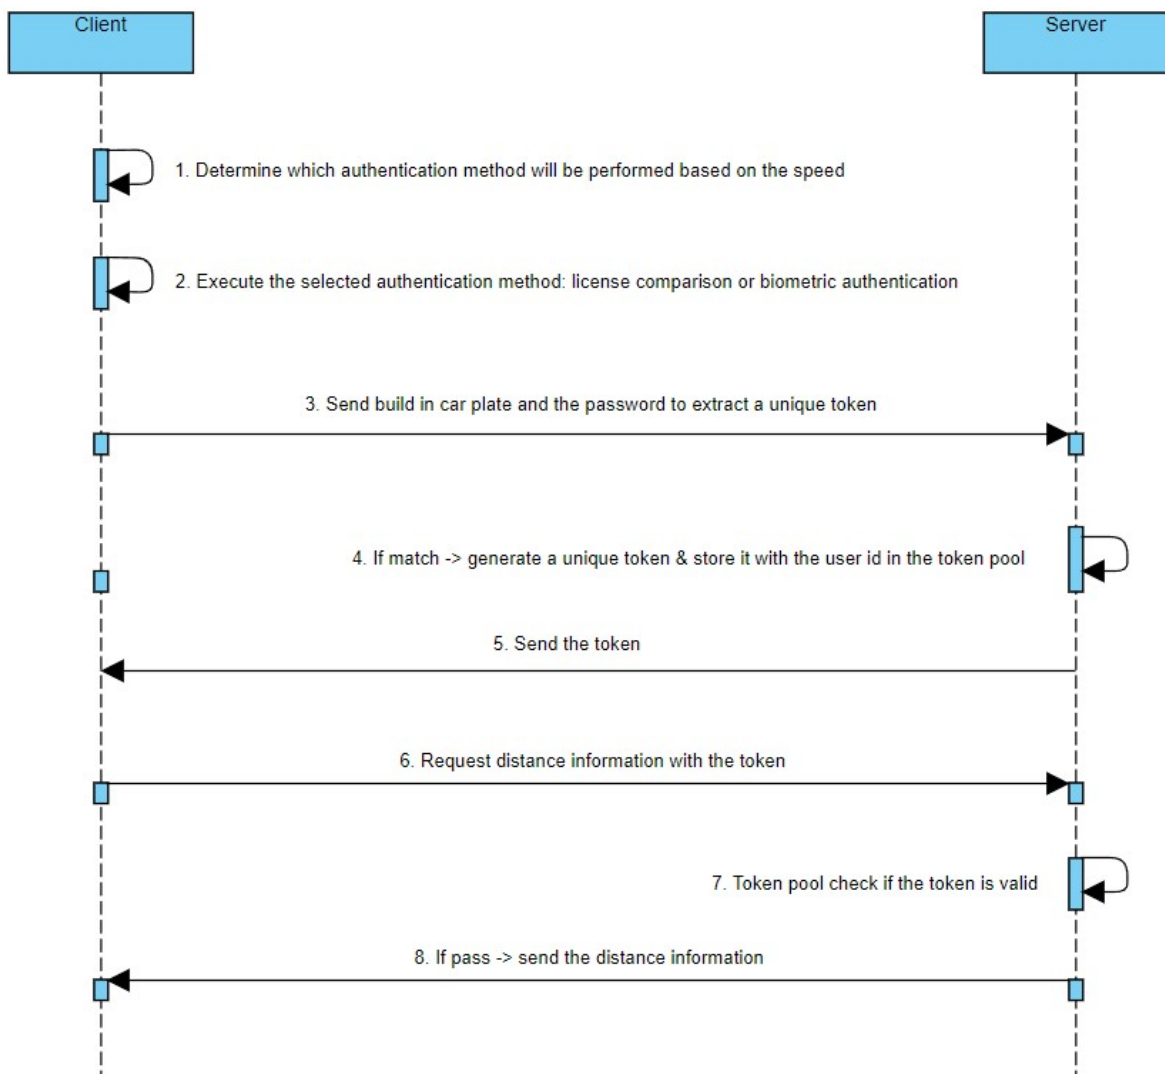 Client
Server
1. Determine which authentication method will be performed based on the speed
2. Execute the selected authentication method: license comparison or biometric authentication
3. Send build in car plate and the password to extract a unique token
4. If match -> generate a unique token & store it with the user id in the token pool
5. Send the token
6. Request distance information with the token
7. Token pool check if the token is valid
8. If pass -> send the distance information